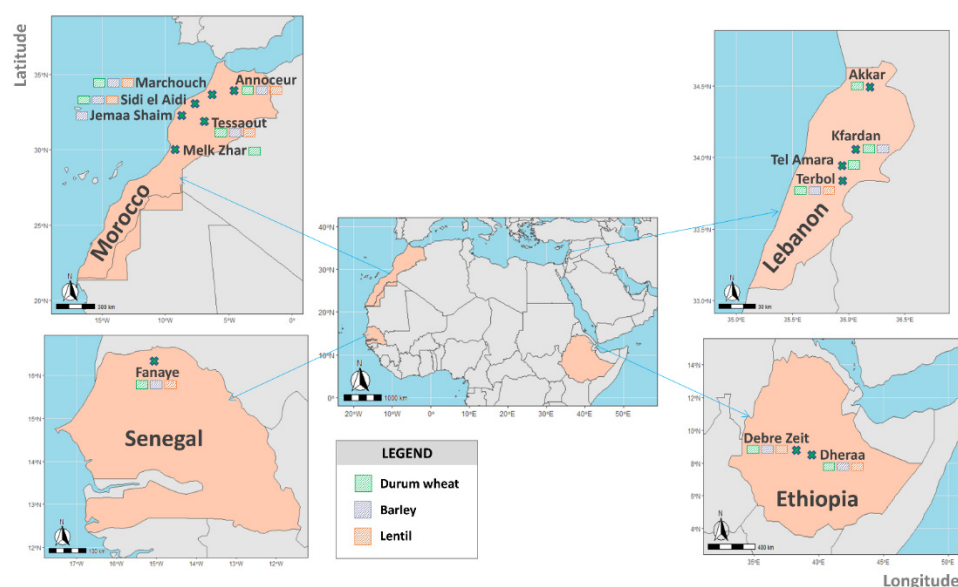 Latitude
35°N
30°N
25°N
20°N
15°W
10°W
5°W
0°
Marchouch
Annoceur
Sidi el Aidi
Jemaa Shaim
Tessaout
Melk Zhar
Morocco
N
300 km
34.5°N
34.0°N
33.5°N
33.0°N
35.0°E
35.5°E
36.0°E
36.5°E
Akkar
Kfardan
Tel Amara
Terbol
Lebanon
N
30 km
40°N
30°N
20°N
10°N
0°
20°W
10°W
0°E
10°E
20°E
30°E
40°E
50°E
N
1000 km
16°N
15°N
14°N
13°N
12°N
17°W
16°W
15°W
14°W
13°W
12°W
Fanaye
Senegal
N
100 km
LEGEND
Durum wheat
Barley
Lentil
14°N
12°N
10°N
8°N
6°N
4°N
35°E
40°E
45°E
50°E
Debre Zeit
Dheraa
Ethiopia
N
400 km
Longitude